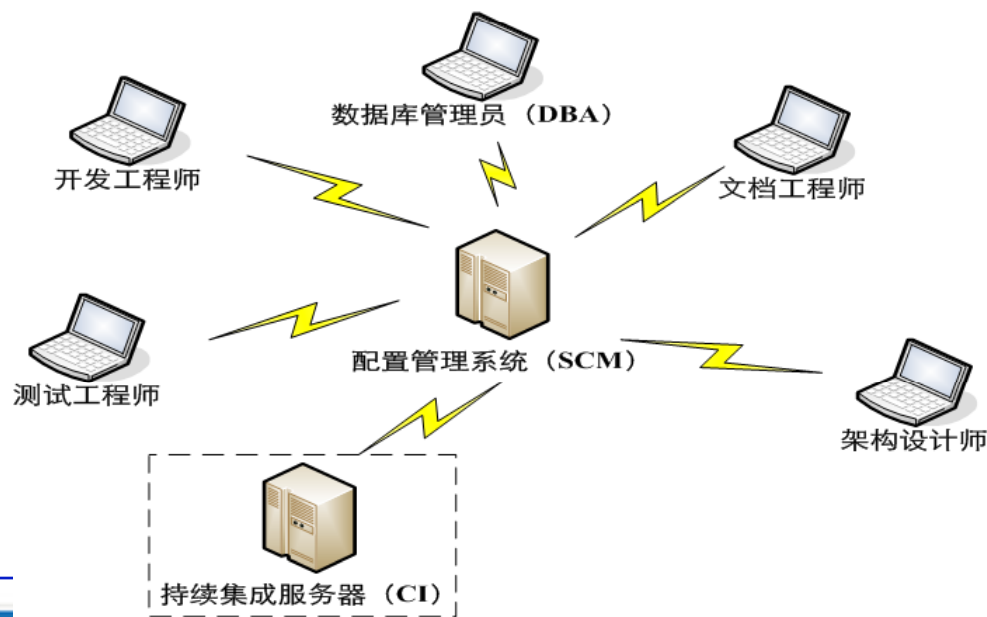 数据库管理员（DBA）
开发工程师
文档工程师
配置管理系统（SCM）
测试工程师
架构设计师
持续集成服务器（CI）